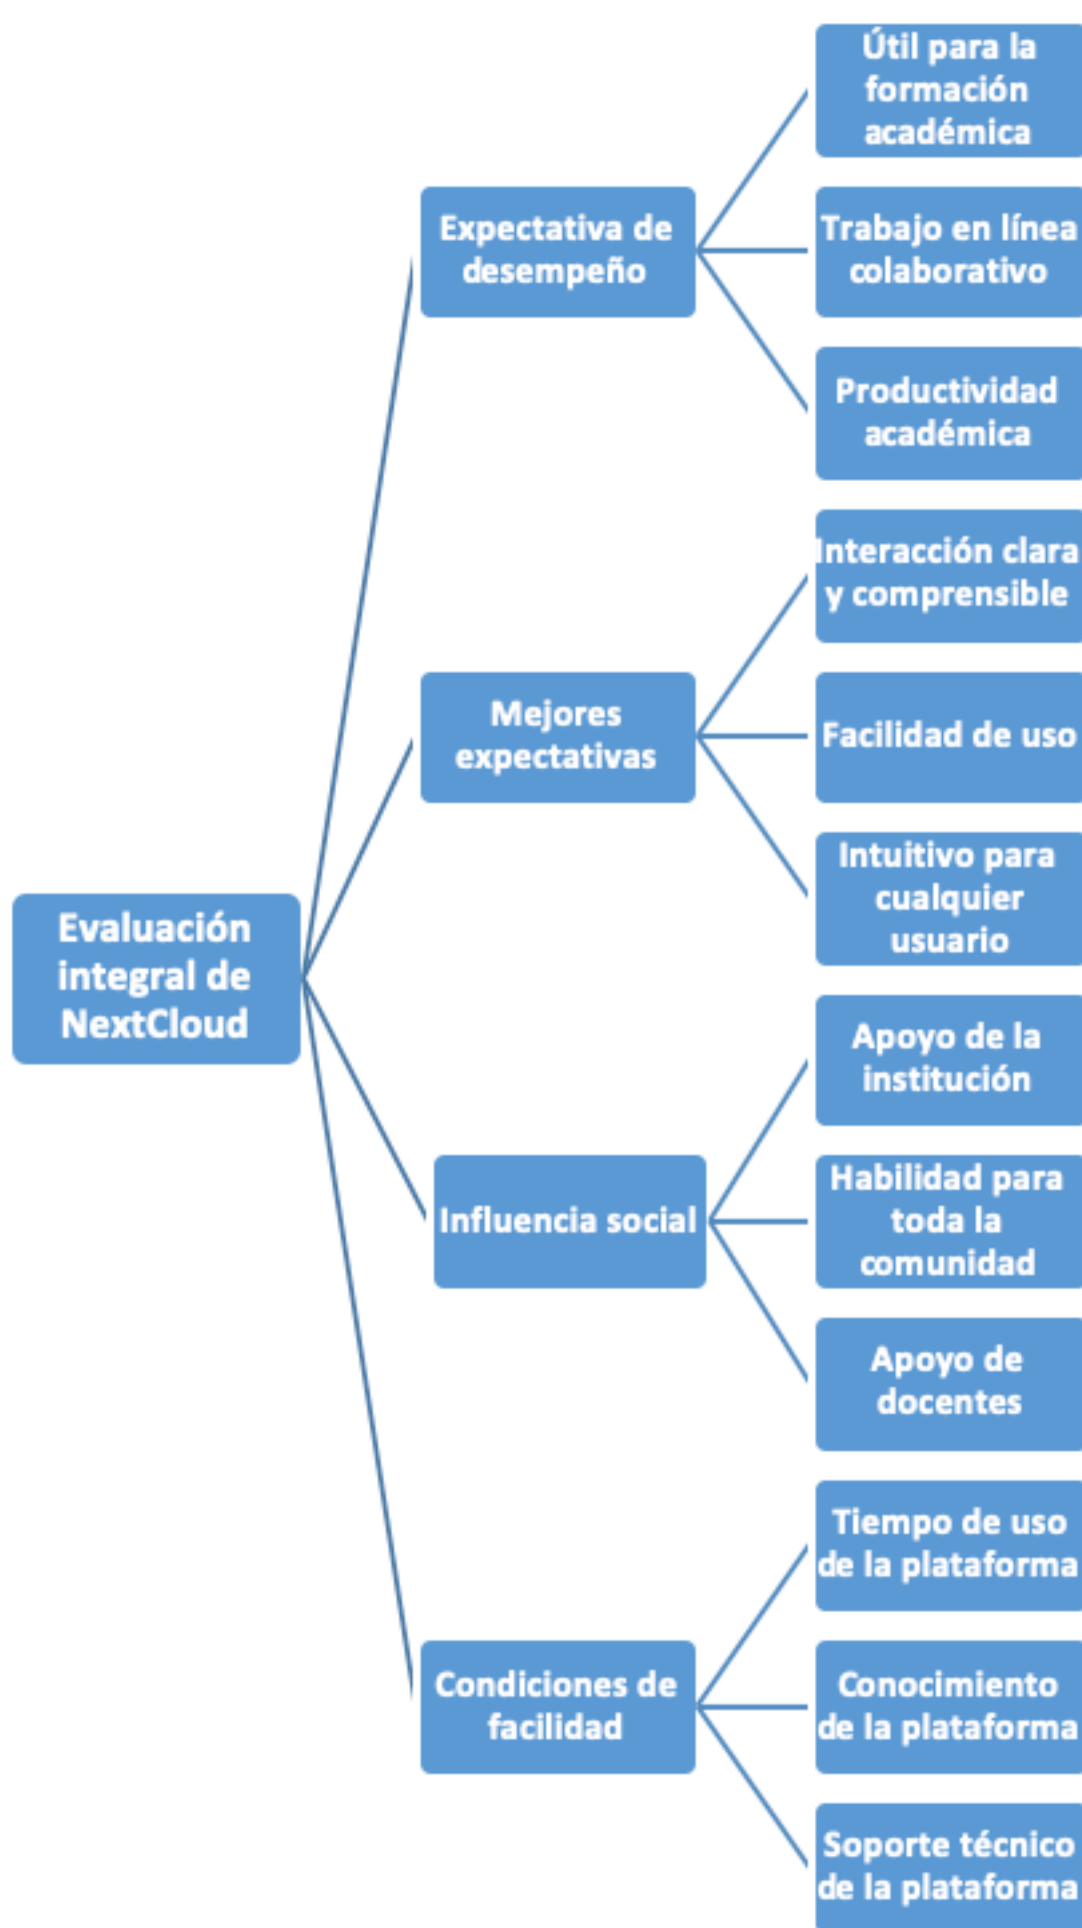 Útil para la
formación
académica
Expectativa de
desempeño
Trabajo en línea
colaborativo
Productividad
académica
Interacción clara
y comprensible
Mejores
expectativas
Facilidad de uso
Intuitivo para
cualquier
usuario
Evaluación
integral de
NextCloud
Apoyo de la
institución
Influencia social
Habilidad para
toda la
comunidad
Apoyo de
docentes
Tiempo de uso
de la plataforma
Condiciones de
facilidad
Conocimiento
de la plataforma
Soporte técnico
de la plataforma